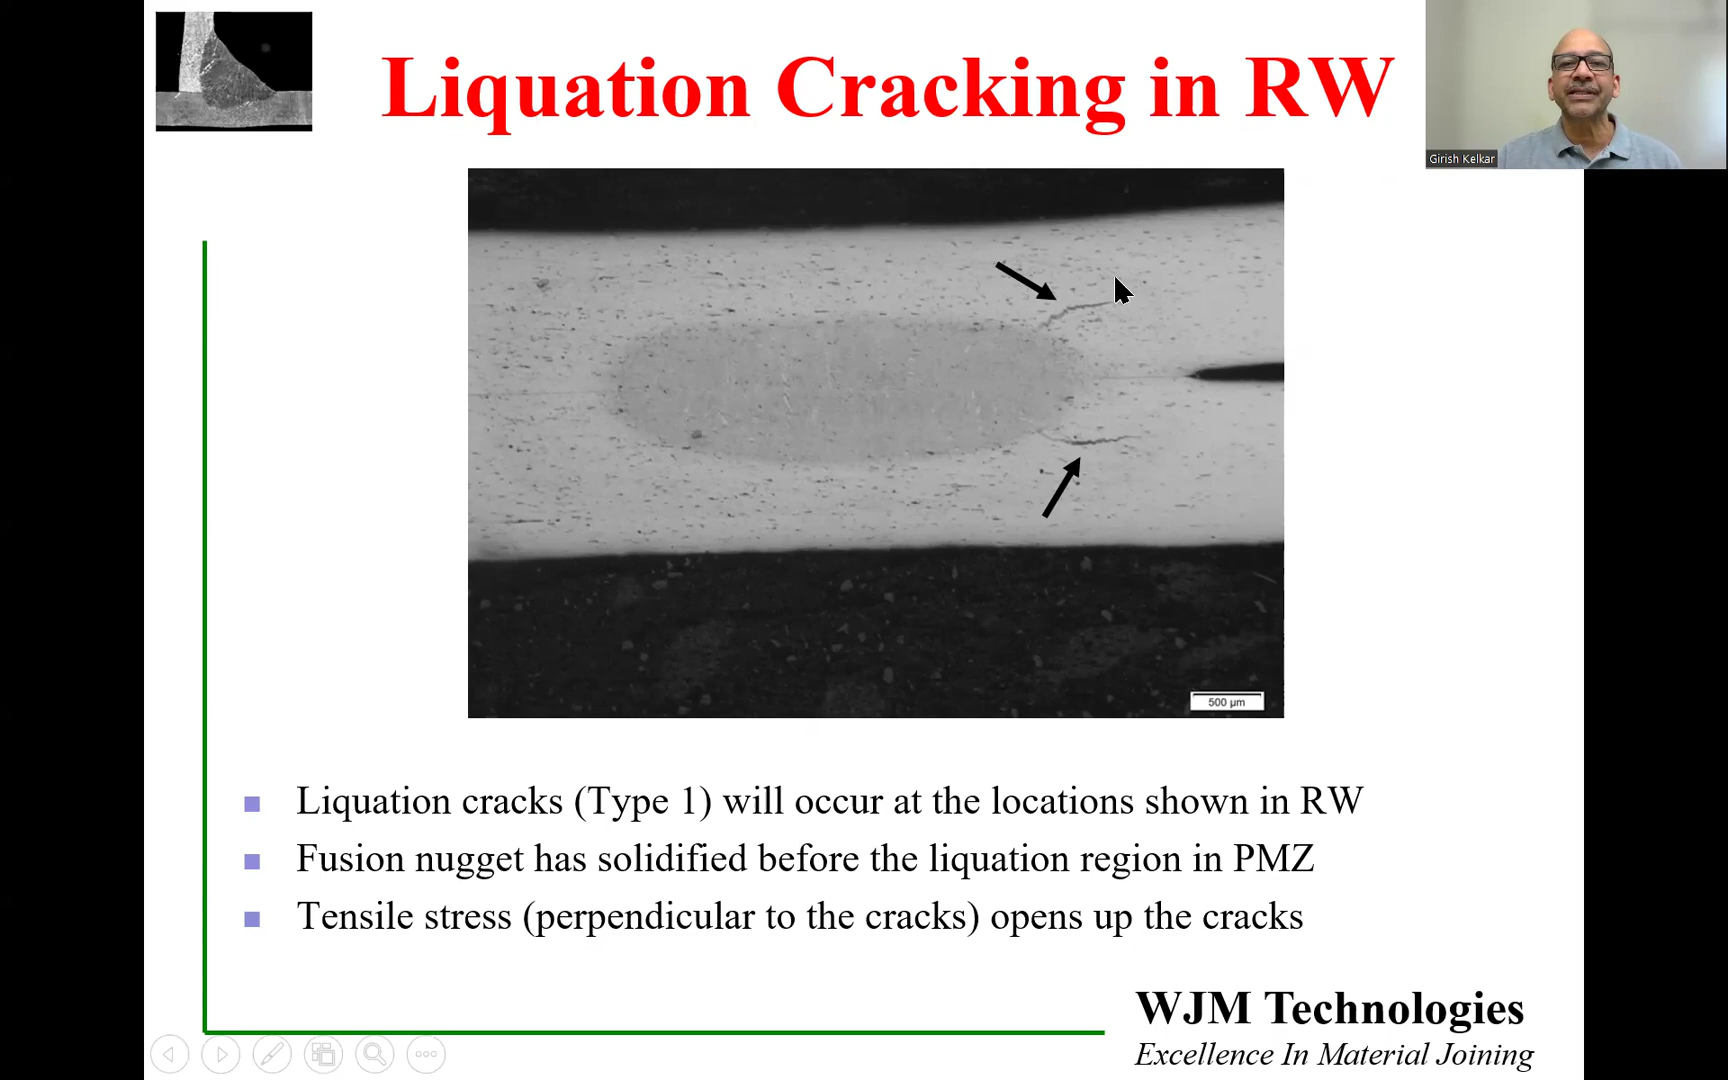 Liquation Cracking in RW
Girish Kelkar
500 µm
Liquation cracks (Type 1) will occur at the locations shown in RW
Fusion nugget has solidified before the liquation region in PMZ
Tensile stress (perpendicular to the cracks) opens up the cracks
WJM Technologies
Excellence In Material Joining